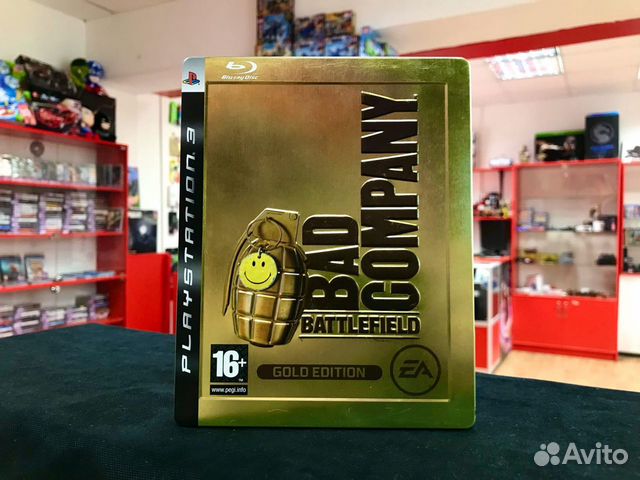 Blu-ray Disc
PLAYSTATION 3
BAD
COMPANY
BATTLEFIELD
16+
www.pegi.info
GOLD EDITION
EA
Avito